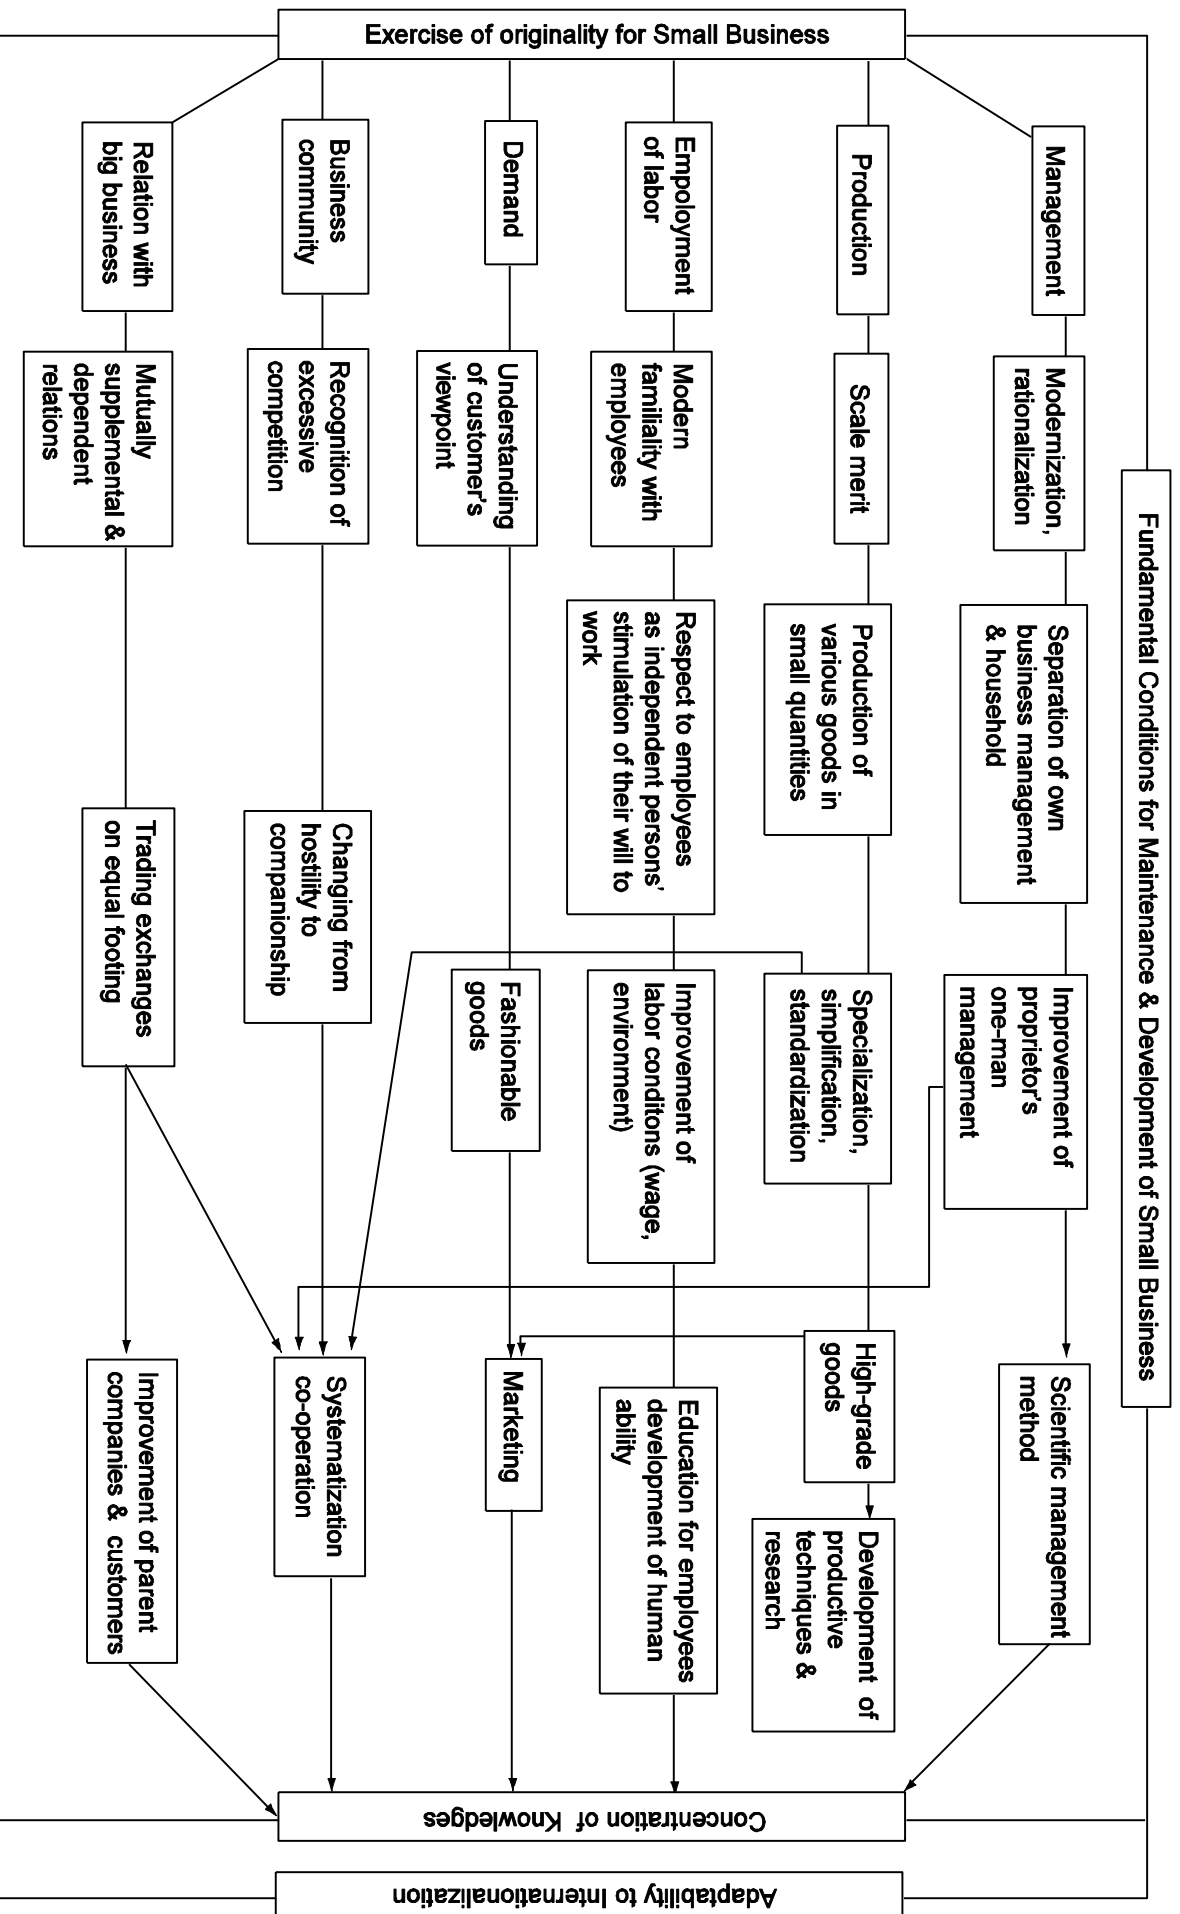 Fundamental Conditions for Maintenance & Development of Small Business
Exercise of originality for Small Business
Management
Modernization,
rationalization
Separation of own
business management
& household
Improvement of
proprietor's
one-man
management
Scientific management
method
Production
Scale merit
Production of
various goods in
small quantities
Specialization,
simplification,
standardization
High-grade
goods
Development of
productive
techniques &
research
Empoloyment
of labor
Modern
familiality with
employees
Respect to employees
as independent persons'
stimulation of their will to
work
Improvement of
labor conditons (wage,
environment)
Education for employees
development of human
ability
Demand
Understanding
of customer's
viewpoint
Fashionable
goods
Marketing
Business
community
Recognition of
excessive
competition
Changing from
hostility to
companionship
Systematization
co-operation
Relation with
big business
Mutually
supplemental &
dependent
relations
Trading exchanges
on equal footing
Improvement of parent
companies & customers
Concentration of Knowledges
Adaptability to Internationalization